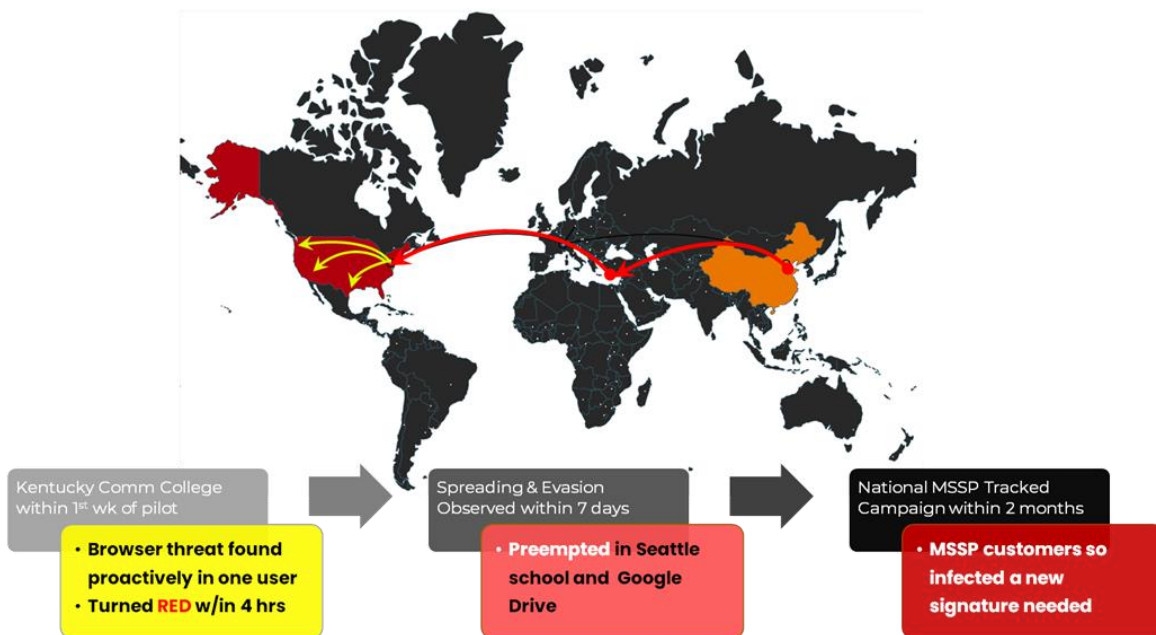 Kentucky Comm College
within 1st wk of pilot
• Browser threat found
proactively in one user
• Turned RED w/in 4 hrs
Spreading & Evasion
Observed within 7 days
• Preempted in Seattle
school and Google
Drive
National MSSP Tracked
Campaign within 2 months
• MSSP customers so
infected a new
signature needed